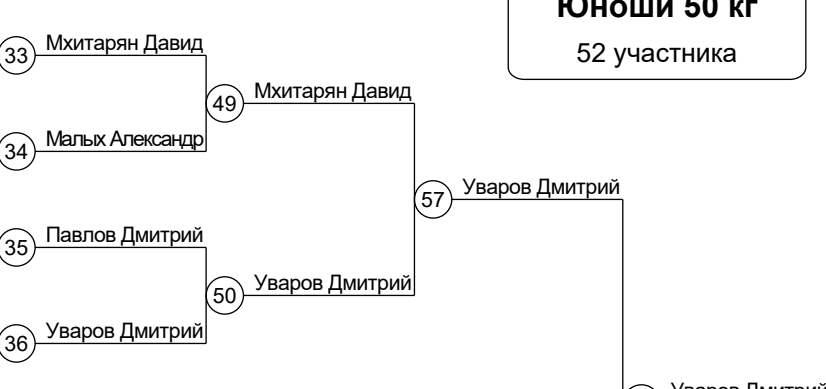 Юноши 50 кг
52 участника
33 Мхитарян Давид
49 Мхитарян Давид
34 Малых Александр
57 Уваров Дмитрий
35 Павлов Дмитрий
50 Уваров Дмитрий
36 Уваров Дмитрий
Уваров Дмитрий